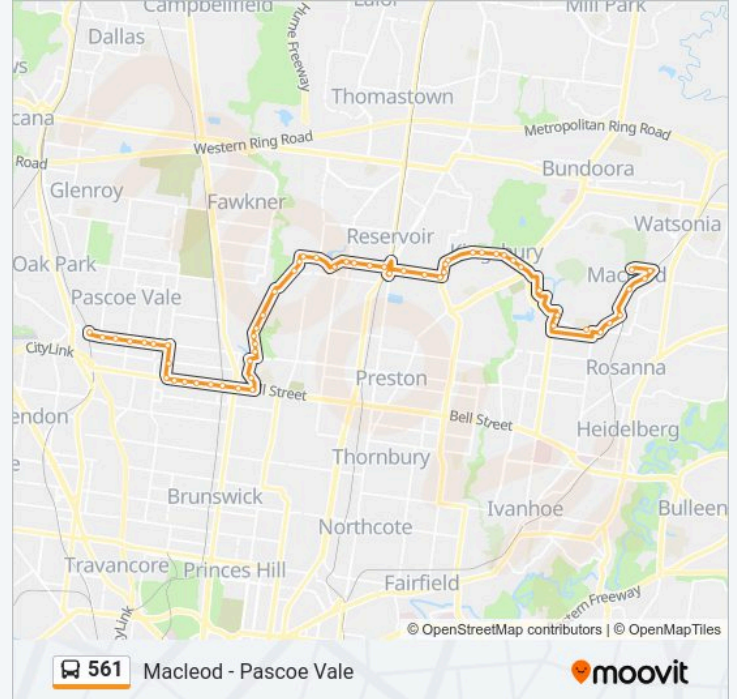 Campbellfield
Lalor
Mill Park
Dallas
Hume Freeway
Thomastown
Western Ring Road
Metropolitan Ring Road
Road
Bundoora
Glenroy
Fawkner
Watsonia
Reservoir
Kingsbury
Oak Park
Macleod
Pascoe Vale
CityLink
Rosanna
Preston
Bell Street
Bell Street
Heidelberg
Thornbury
Brunswick
Ivanhoe
Bulleen
Northcote
Travancore
Princes Hill
Fairfield
© OpenStreetMap contributors | © OpenMapTiles
561 Macleod - Pascoe Vale
moovit